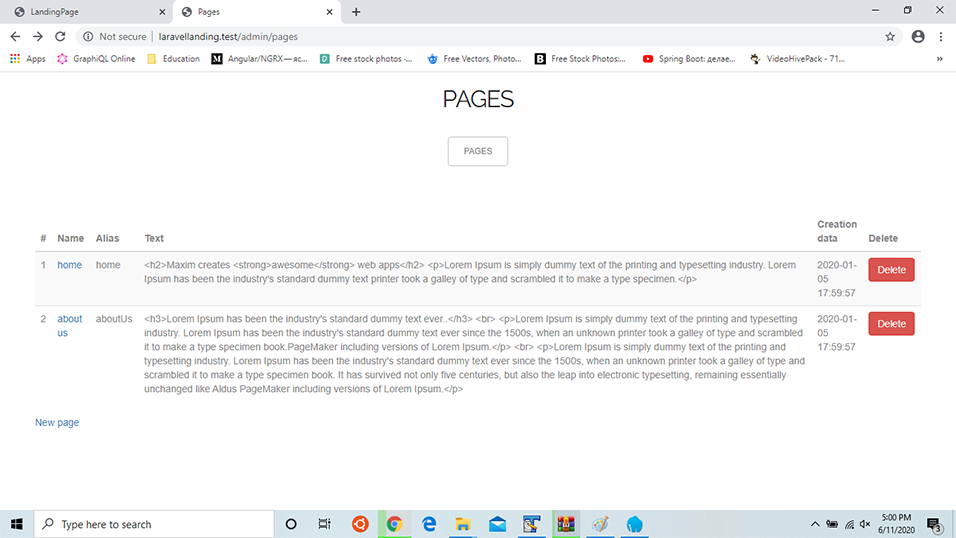 LandingPage
Pages
Not secure
laravellanding.test/admin/pages
Apps
GraphiQL Online
Education
Angular/NGRX — яс...
Free stock photos -...
Free Vectors, Photo...
Free Stock Photos:...
Spring Boot: делае...
VideoHivePack - 71...
»
PAGES
PAGES
# Name Alias Text Creation data Delete
1 home home <h2>Maxim creates <strong>awesome</strong> web apps</h2> <p>Lorem Ipsum is simply dummy text of the printing and typesetting industry. Lorem
Ipsum has been the industry's standard dummy text printer took a galley of type and scrambled it to make a type specimen.</p>
2020-01-
05
17:59:57
Delete
2 about
us
aboutUs
<h3>Lorem Ipsum has been the industry's standard dummy text ever..</h3> <br> <p>Lorem Ipsum is simply dummy text of the printing and typesetting
industry. Lorem Ipsum has been the industry's standard dummy text ever since the 1500s, when an unknown printer took a galley of type and scrambled
it to make a type specimen book.PageMaker including versions of Lorem Ipsum.</p> <br> <p>Lorem Ipsum is simply dummy text of the printing and
typesetting industry. Lorem Ipsum has been the industry's standard dummy text ever since the 1500s, when an unknown printer took a galley of type and
scrambled it to make a type specimen book. It has survived not only five centuries, but also the leap into electronic typesetting, remaining essentially
unchanged like Aldus PageMaker including versions of Lorem Ipsum.</p>
2020-01-
05
17:59:57
Delete
New page
Type here to search
5:00 PM
6/11/2020
3